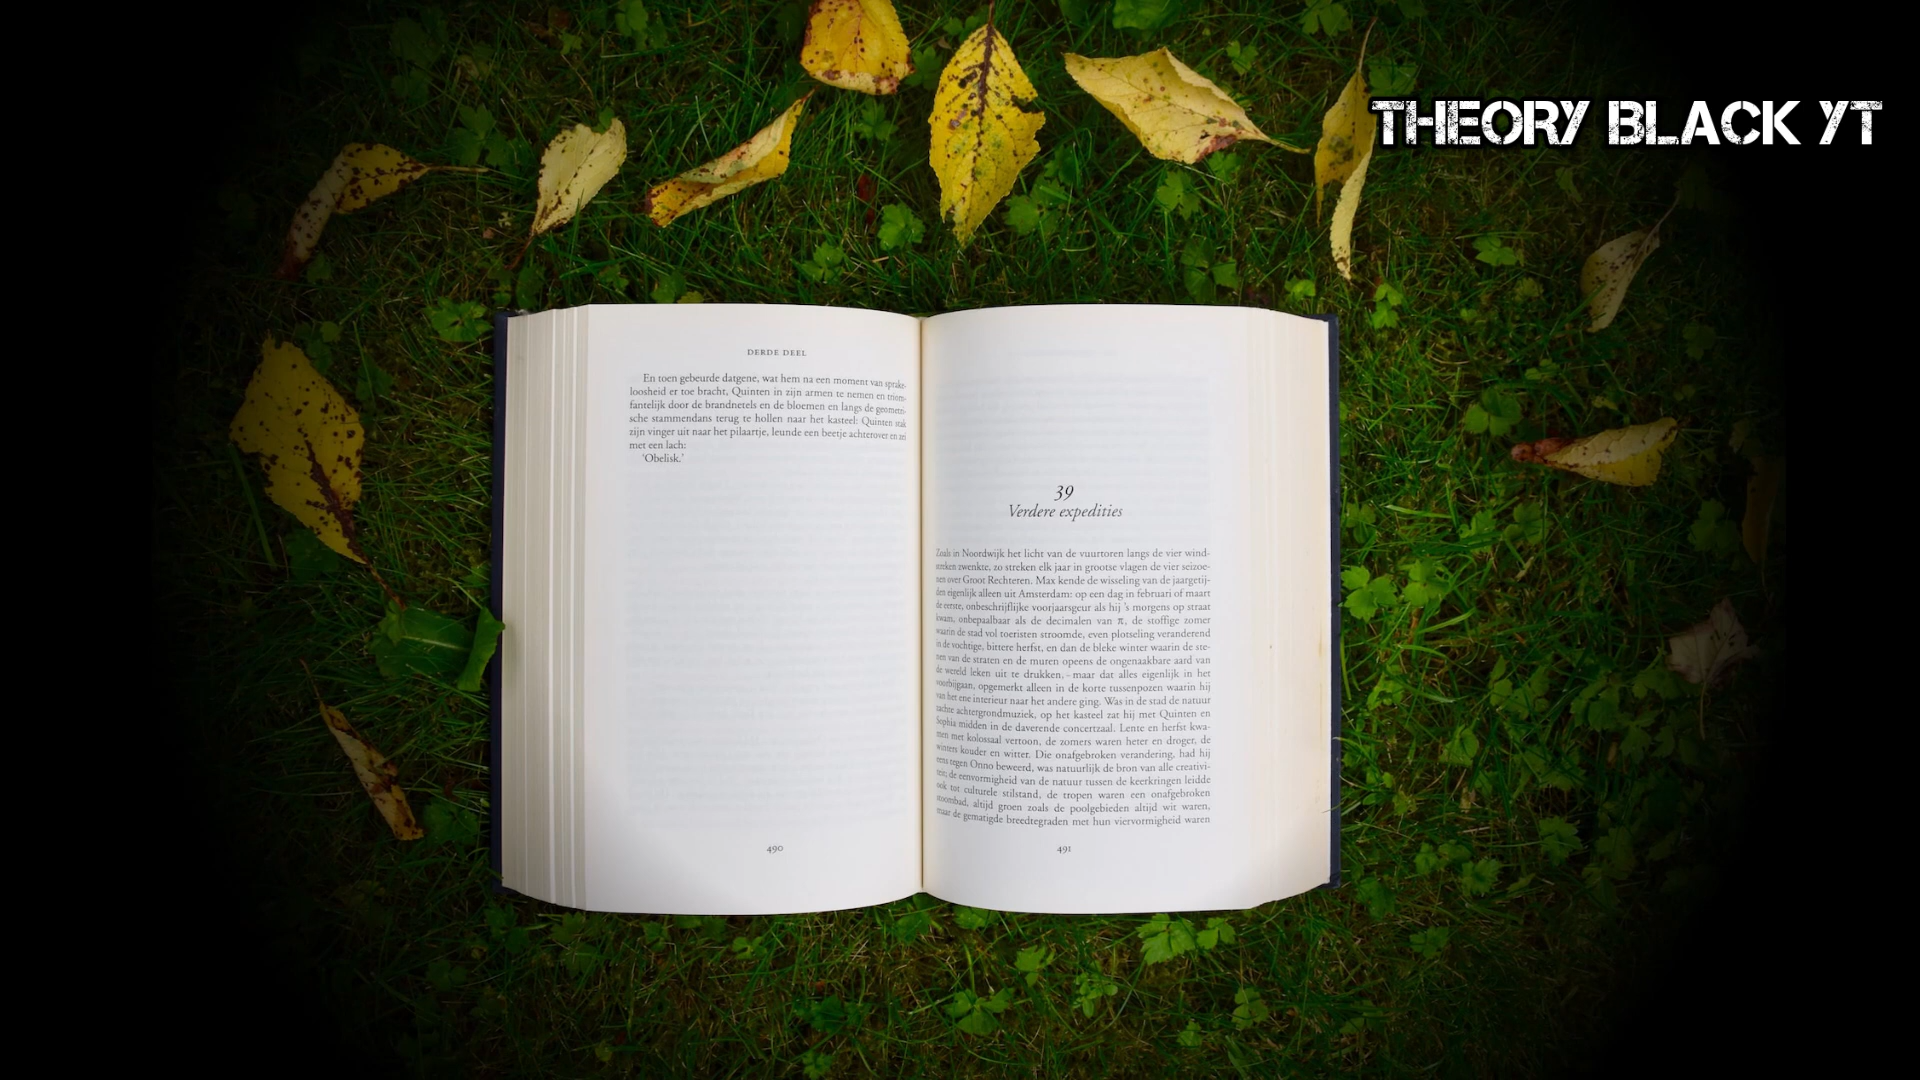 THEORY BLACK YT
DERDE DEEL
En toen gebeurde datgene, wat hem na een moment van sprake-
loosheid er toe bracht, Quinten in zijn armen te nemen en triom-
fantelijk door de brandnetels en de bloemen en langs de geometri-
sche stammendans terug te hollen naar het kasteel: Quinten stak
zijn vinger uit naar het pilaartje, leunde een beetje achterover en zei
met een lach:
'Obelisk.'
490
39
Verdere expedities
Zoals in Noordwijk het licht van de vuurtoren langs de vier wind-
streken zwenkte, zo streken elk jaar in grootse vlagen de vier seizoe-
nen over Groot Rechteren. Max kende de wisseling van de jaargetij-
den eigenlijk alleen uit Amsterdam: op een dag in februari of maart
de eerste, onbeschrijflijke voorjaarsgeur als hij 's morgens op straat
kwam, onbepaalbaar als de decimalen van π, de stoffige zomer
waarin de stad vol toeristen stroomde, even plotseling veranderend
in de vochtige, bittere herfst, en dan de bleke winter waarin de ste-
nen van de straten en de muren opeens de ongenaakbare aard van
de wereld leken uit te drukken, – maar dat alles eigenlijk in het
voorbijgaan, opgemerkt alleen in de korte tussenpozen waarin hij
van het ene interieur naar het andere ging. Was in de stad de natuur
zachte achtergrondmuziek, op het kasteel zat hij met Quinten en
Sophia midden in de daverende concertzaal. Lente en herfst kwa-
men met kolossaal vertoon, de zomers waren heter en droger, de
winters kouder en witter. Die onafgebroken verandering, had hij
eens tegen Onno beweerd, was natuurlijk de bron van alle creativi-
teit; de eenvormigheid van de natuur tussen de keerkringen leidde
ook tot culturele stilstand, de tropen waren een onafgebroken
stoombad, altijd groen zoals de poolgebieden altijd wit waren,
maar de gematigde breedtegraden met hun viervormigheid waren
491